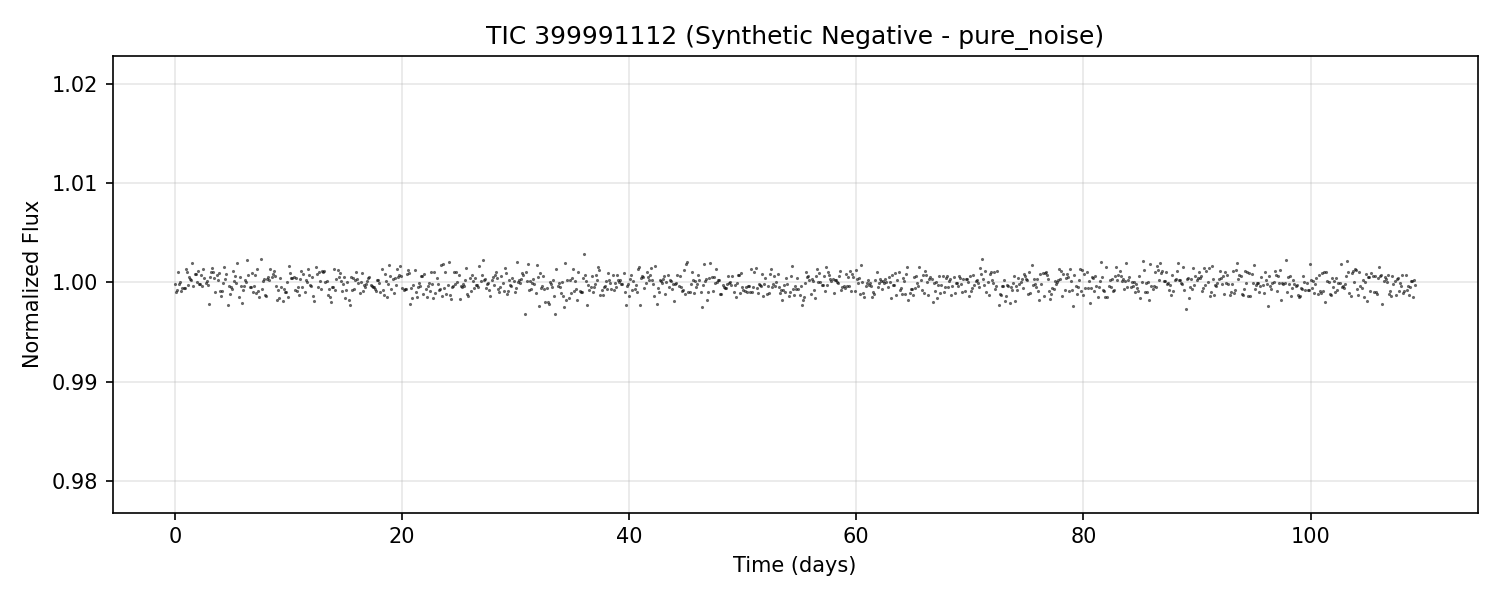 TIC 399991112 (Synthetic Negative - pure_noise)
1.02
1.01
1.00
0.99
0.98
Normalized Flux
0 20 40 60 80 100
Time (days)